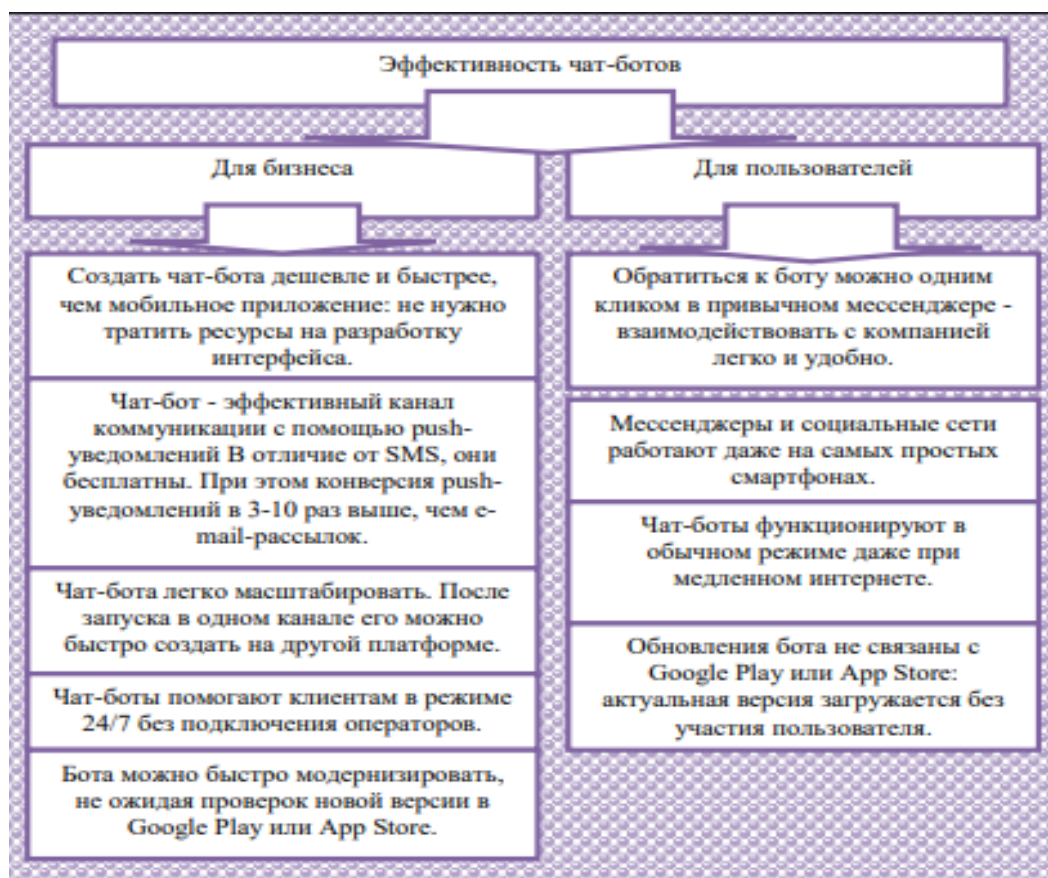 Эффективность чат-ботов
Для бизнеса
Создать чат-бота дешевле и быстрее,
чем мобильное приложение: не нужно
тратить ресурсы на разработку
интерфейса.
Чат-бот - эффективный канал
коммуникации с помощью push-
уведомлений В отличие от SMS, они
бесплатны. При этом конверсия push-
уведомлений в 3-10 раз выше, чем e-
mail-рассылок.
Чат-бота легко масштабировать. После
запуска в одном канале его можно
быстро создать на другой платформе.
Чат-боты помогают клиентам в режиме
24/7 без подключения операторов.
Бота можно быстро модернизировать,
не ожидая проверок новой версии в
Google Play или App Store.
Для пользователей
Обратиться к боту можно одним
кликом в привычном мессенджере -
взаимодействовать с компанией
легко и удобно.
Мессенджеры и социальные сети
работают даже на самых простых
смартфонах.
Чат-боты функционируют в
обычном режиме даже при
медленном интернете.
Обновления бота не связаны с
Google Play или App Store:
актуальная версия загружается без
участия пользователя.